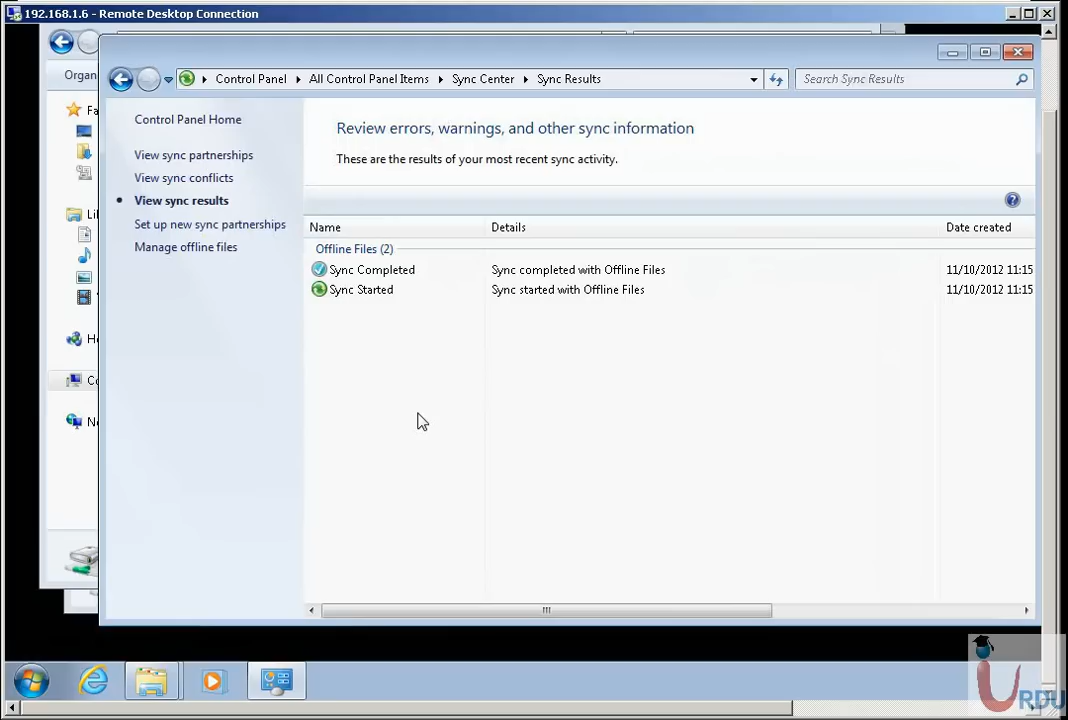 192.168.1.6 - Remote Desktop Connection
Organ
Control Panel All Control Panel Items Sync Center Sync Results
Search Sync Results
Fa
Li
Control Panel Home
View sync partnerships
View sync conflicts
View sync results
Set up new sync partnerships
Manage offline files
Review errors, warnings, and other sync information
These are the results of your most recent sync activity.
Name Details Date created
Offline Files (2)
Sync Completed Sync completed with Offline Files 11/10/2012 11:15
Sync Started Sync started with Offline Files 11/10/2012 11:15
H
Co
N
URDU